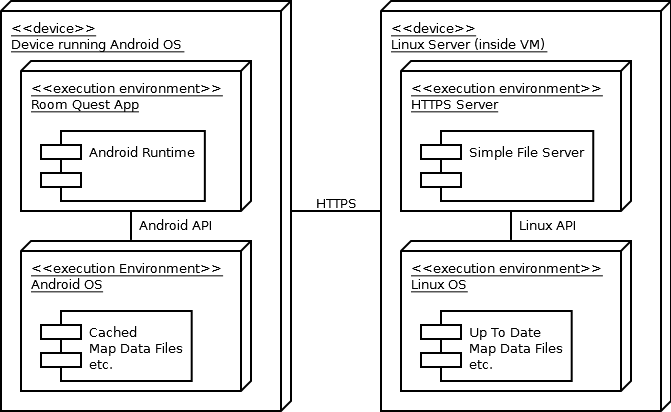 <<device>>
Device running Android OS
<<execution environment>>
Room Quest App
Android Runtime
Android API
<<execution Environment>>
Android OS
Cached
Map Data Files
etc.
HTTPS
<<device>>
Linux Server (inside VM)
<<execution environment>>
HTTPS Server
Simple File Server
Linux API
<<execution environment>>
Linux OS
Up To Date
Map Data Files
etc.